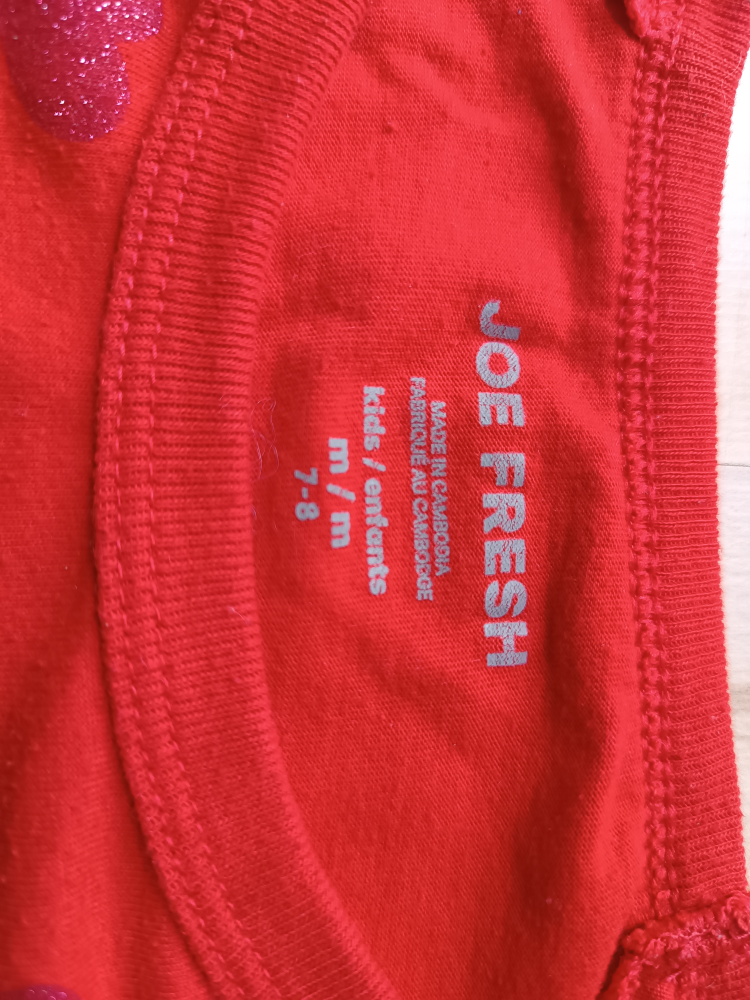 JOE FRESH
MADE IN CAMBODIA
FABRIQUÉ AU CAMBODGE
kids / enfants
m / m
7-8